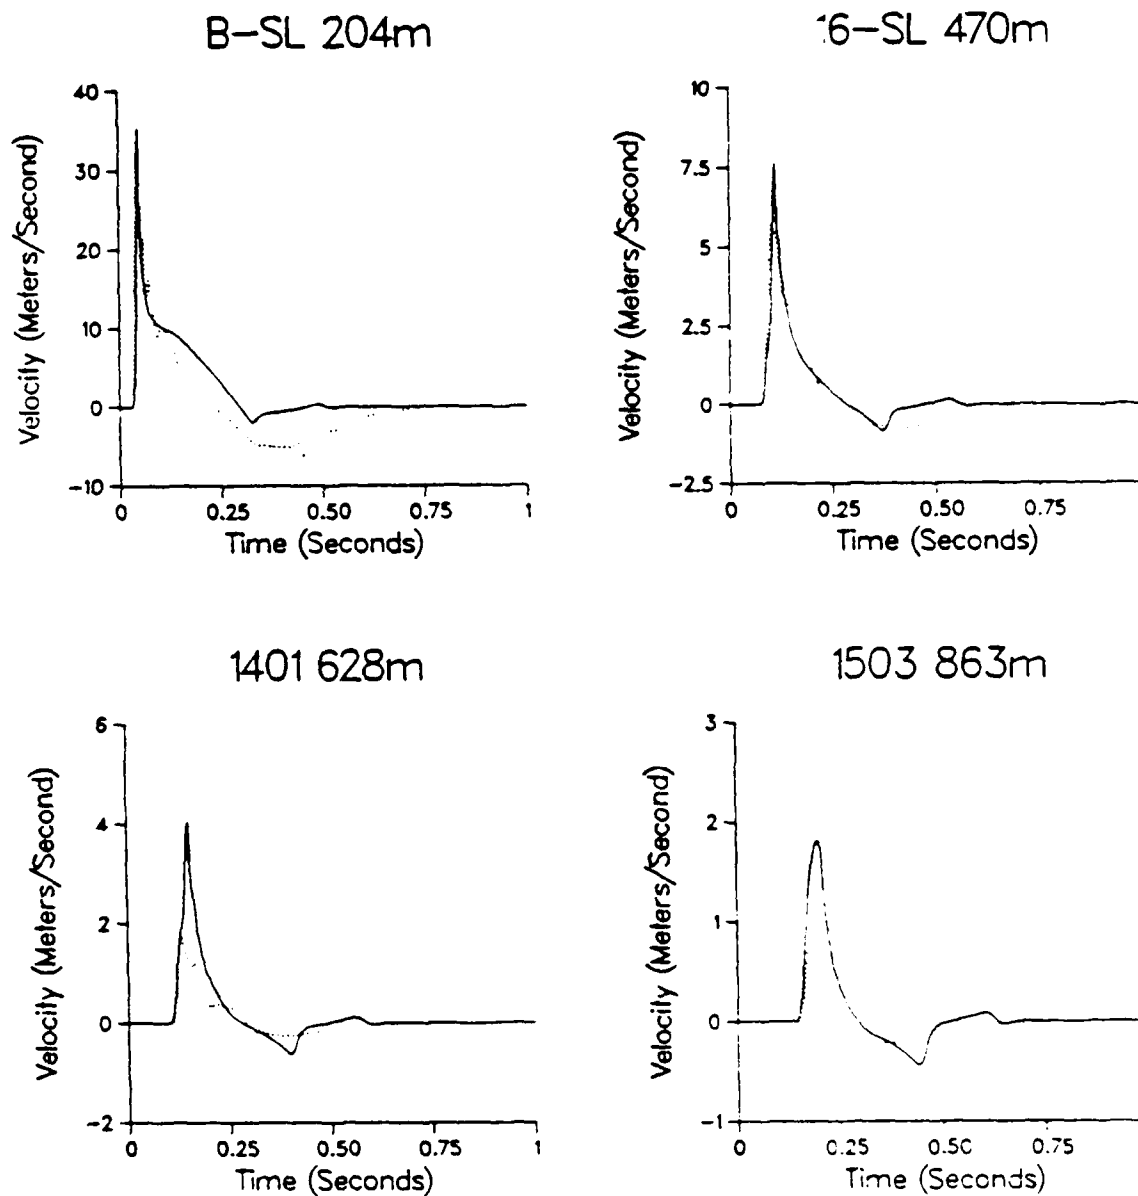 B-SL 204m
40
30
20
10
0
-10
Velocity (Meters/Second)
0 0.25 0.50 0.75 1
Time (Seconds)
16-SL 470m
10
7.5
5
2.5
0
-2.5
Velocity (Meters/Second)
0 0.25 0.50 0.75
Time (Seconds)
1401 628m
6
4
2
0
-2
Velocity (Meters/Second)
0 0.25 0.50 0.75 1
Time (Seconds)
1503 863m
3
2
1
0
-1
Velocity (Meters/Second)
0 0.25 0.50 0.75
Time (Seconds)